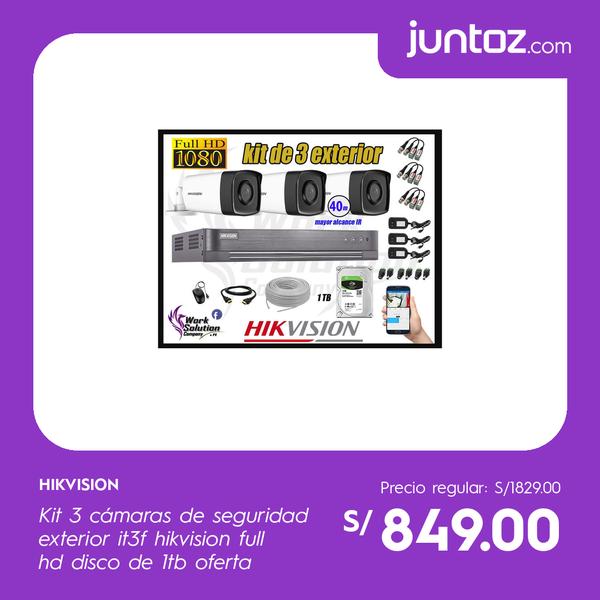 juntoz.com
Full HD
1080
kit de 3 exterior
HIKVISION
40m
mayor alcance IR
HIKVISION
1 TB
Work
Solution
Company
HIKVISION
HIKVISION
Precio regular: S/1829.00
Kit 3 cámaras de seguridad
exterior it3f hikvision full
hd disco de 1tb oferta
S/ 849.00